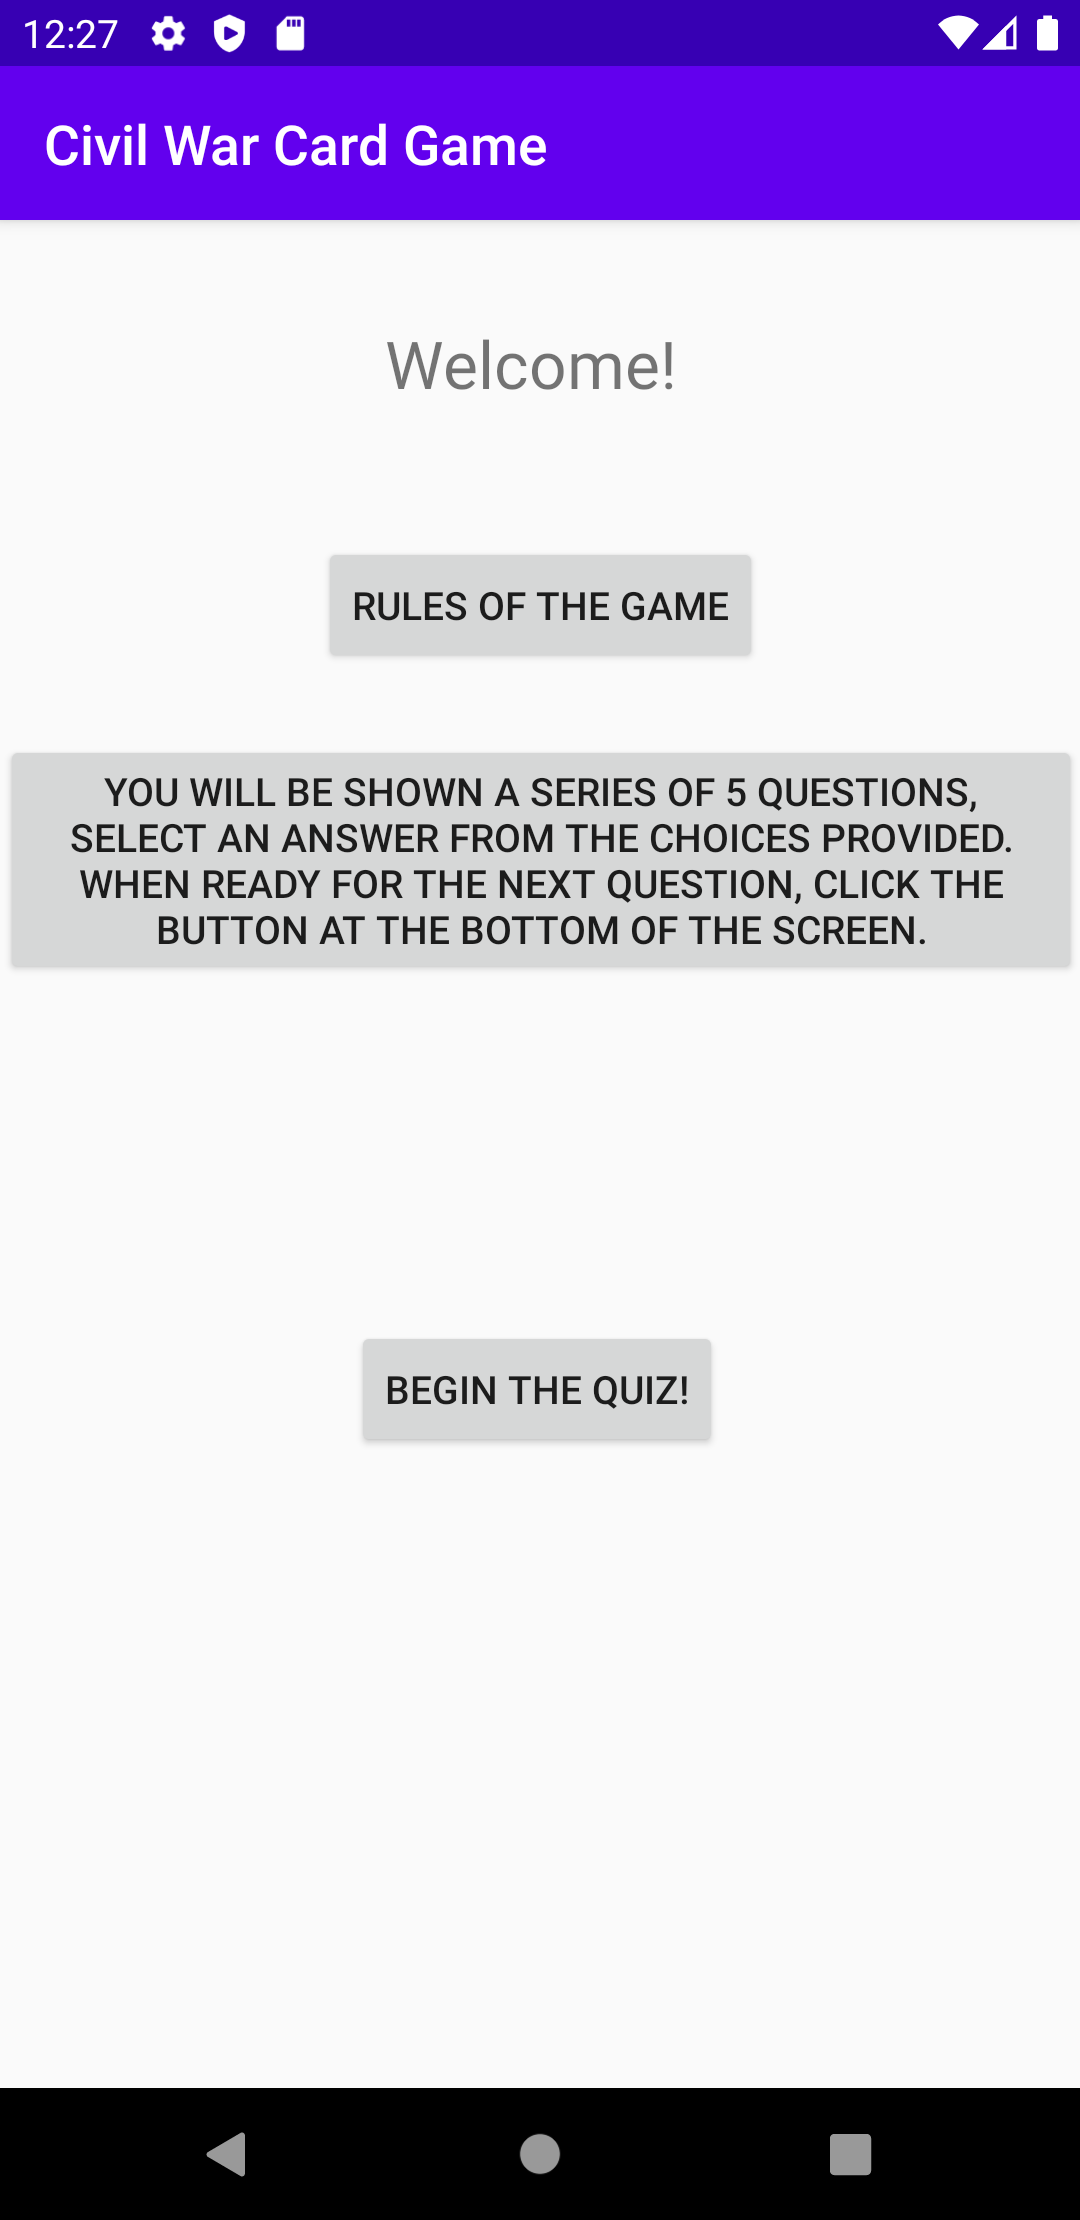 12:27
Civil War Card Game
Welcome!
RULES OF THE GAME
YOU WILL BE SHOWN A SERIES OF 5 QUESTIONS,
SELECT AN ANSWER FROM THE CHOICES PROVIDED.
WHEN READY FOR THE NEXT QUESTION, CLICK THE
BUTTON AT THE BOTTOM OF THE SCREEN.
BEGIN THE QUIZ!